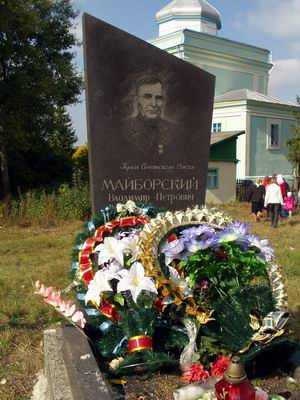 Герой Советского Союза
МАЙБОРСКИЙ
Владимир Петрович